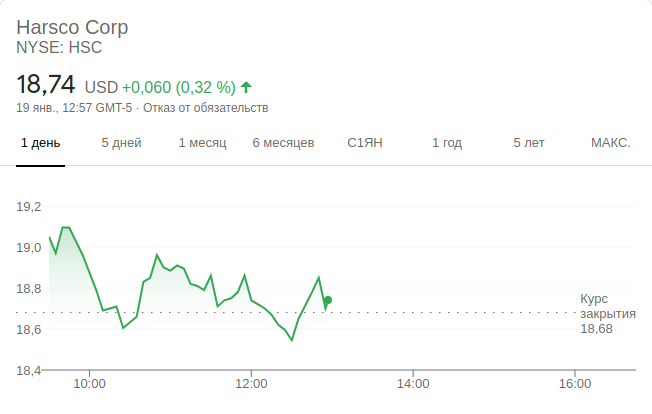 Harsco Corp
NYSE: HSC
18,74 USD +0,060 (0,32 %)
19 янв., 12:57 GMT-5 · Отказ от обязательств
1 день 5 дней 1 месяц 6 месяцев С1ЯН 1 год 5 лет МАКС.
19,2
19,0
18,8
18,6
18,4
Курс
закрытия
18,68
10:00 12:00 14:00 16:00